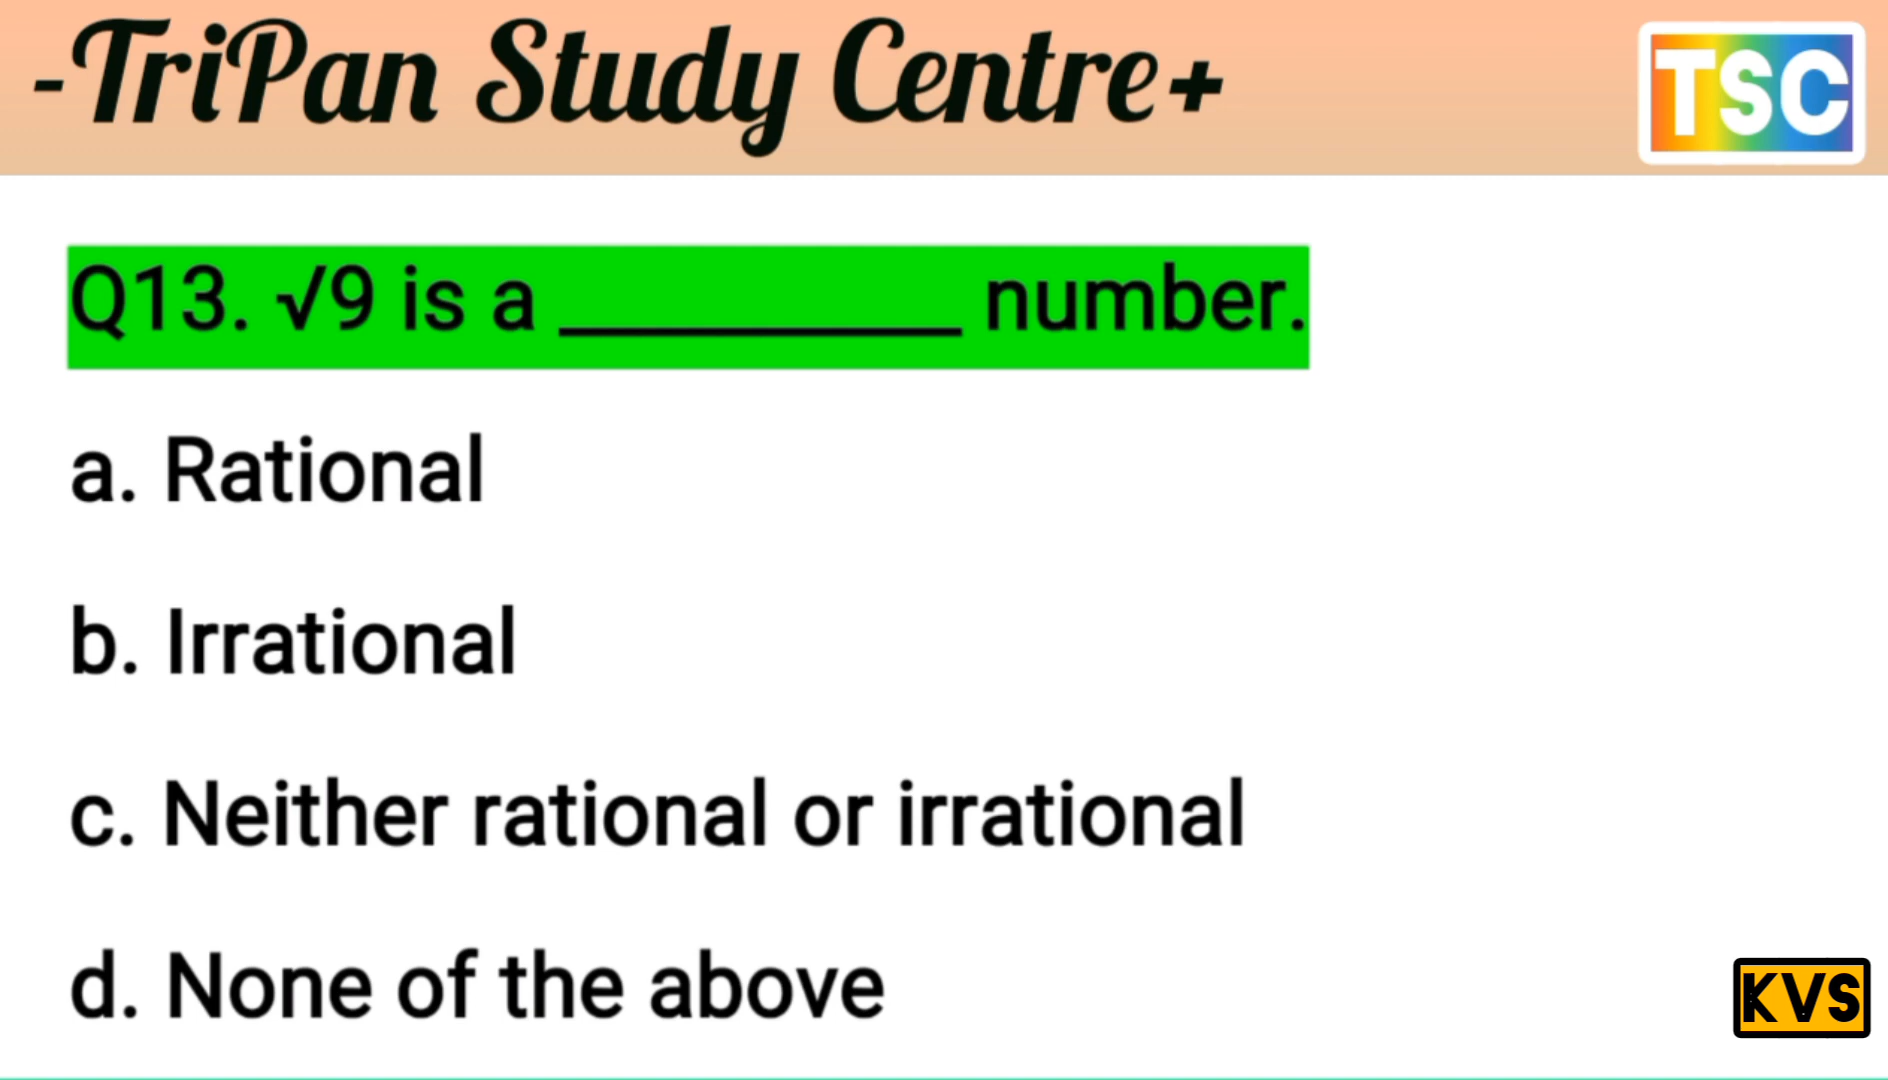 -TriPan Study Centre+
TSC
Q13. √9 is a __________ number.
a. Rational
b. Irrational
c. Neither rational or irrational
d. None of the above
KVS